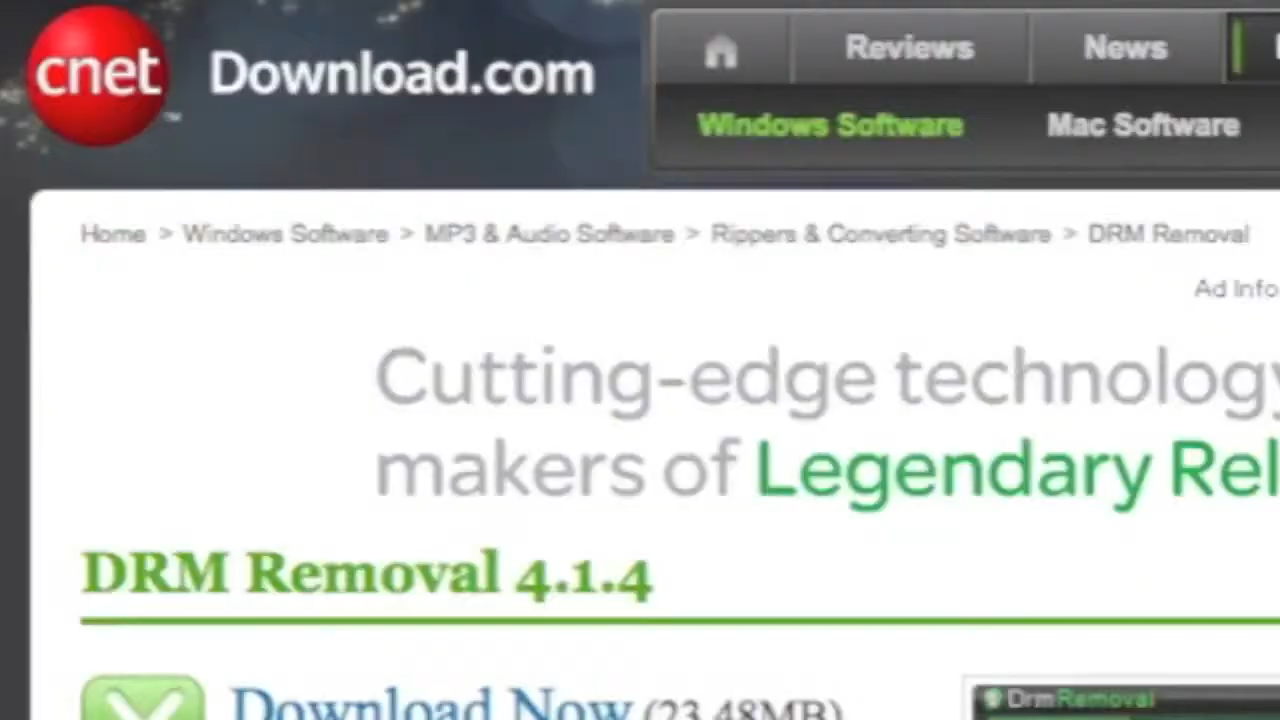 cnet Download.com
Reviews News
Windows Software Mac Software
Home > Windows Software > MP3 & Audio Software > Rippers & Converting Software > DRM Removal
Ad Info
Cutting-edge technology
makers of Legendary Rel
DRM Removal 4.1.4
Download Now (23.48MB)
DrmRemoval